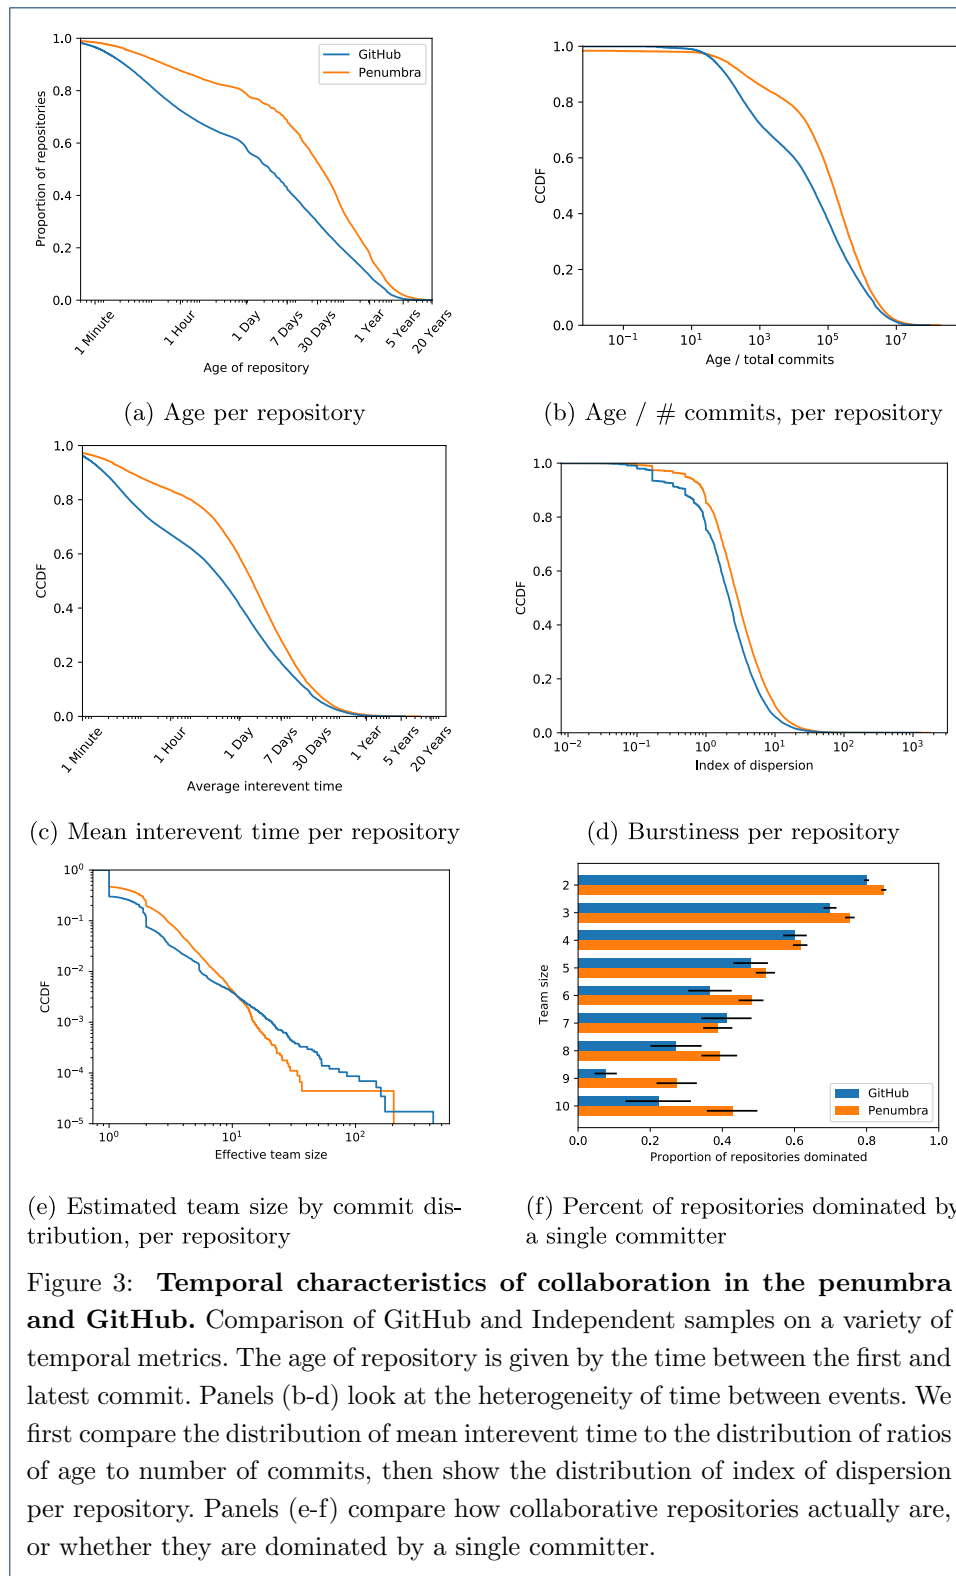 1.0
0.8
0.6
0.4
0.2
0.0
Proportion of repositories
GitHub
Penumbra
1 Minute
1 Hour
1 Day
7 Days
30 Days
1 Year
5 Years
20 Years
Age of repository
(a) Age per repository
1.0
0.8
0.6
0.4
0.2
0.0
CCDF
10⁻¹ 10¹ 10³ 10⁵ 10⁷
Age / total commits
(b) Age / # commits, per repository
1.0
0.8
0.6
0.4
0.2
0.0
CCDF
1 Minute
1 Hour
1 Day
7 Days
30 Days
1 Year
5 Years
20 Years
Average interevent time
(c) Mean interevent time per repository
1.0
0.8
0.6
0.4
0.2
0.0
CCDF
10⁻² 10⁻¹ 10⁰ 10¹ 10² 10³
Index of dispersion
(d) Burstiness per repository
10⁰
10⁻¹
10⁻²
10⁻³
10⁻⁴
10⁻⁵
CCDF
10⁰ 10¹ 10²
Effective team size
(e) Estimated team size by commit dis-
tribution, per repository
2
3
4
5
6
7
8
9
10
Team size
GitHub
Penumbra
0.0 0.2 0.4 0.6 0.8 1.0
Proportion of repositories dominated
(f) Percent of repositories dominated by
a single committer
Figure 3: Temporal characteristics of collaboration in the penumbra
and GitHub. Comparison of GitHub and Independent samples on a variety of
temporal metrics. The age of repository is given by the time between the first and
latest commit. Panels (b-d) look at the heterogeneity of time between events. We
first compare the distribution of mean interevent time to the distribution of ratios
of age to number of commits, then show the distribution of index of dispersion
per repository. Panels (e-f) compare how collaborative repositories actually are,
or whether they are dominated by a single committer.